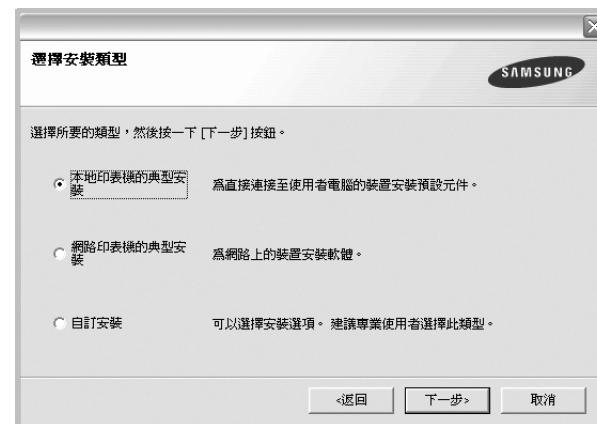 選擇安裝類型
SAMSUNG
選擇所要的類型，然後按一下 [下一步] 按鈕。
本地印表機的典型安
裝
為直接連接至使用者電腦的裝置安裝預設元件。
網路印表機的典型安
裝
為網路上的裝置安裝軟體。
自訂安裝
可以選擇安裝選項。 建議專業使用者選擇此類型。
<返回
下一步>
取消